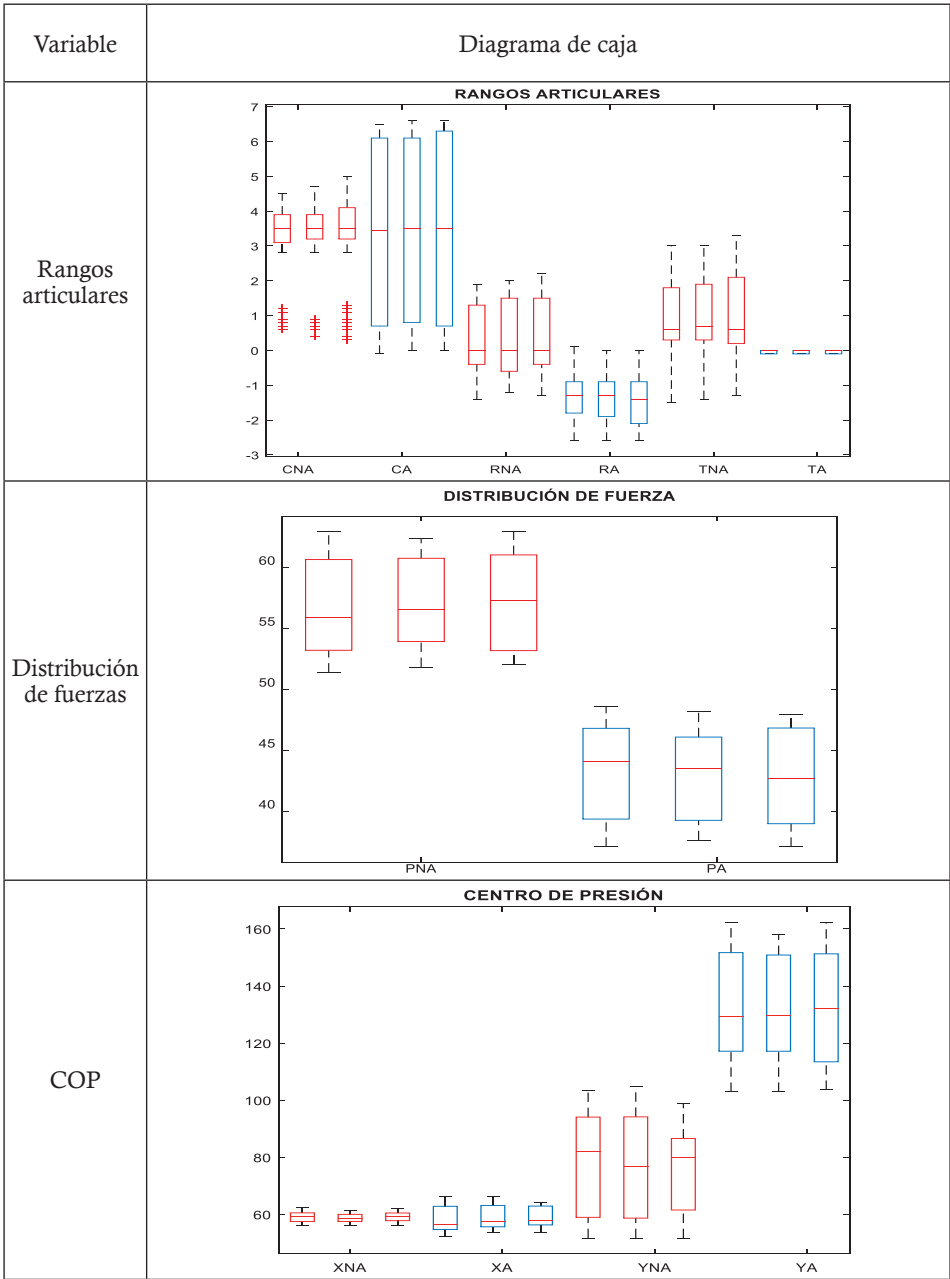 Variable
Diagrama de caja
Rangos
articulares
RANGOS ARTICULARES
7
6
5
4
3
2
1
0
-1
-2
-3
CNA CA RNA RA TNA TA
Distribución
de fuerzas
DISTRIBUCIÓN DE FUERZA
60
55
50
45
40
PNA PA
COP
CENTRO DE PRESIÓN
160
140
120
100
80
60
XNA XA YNA YA